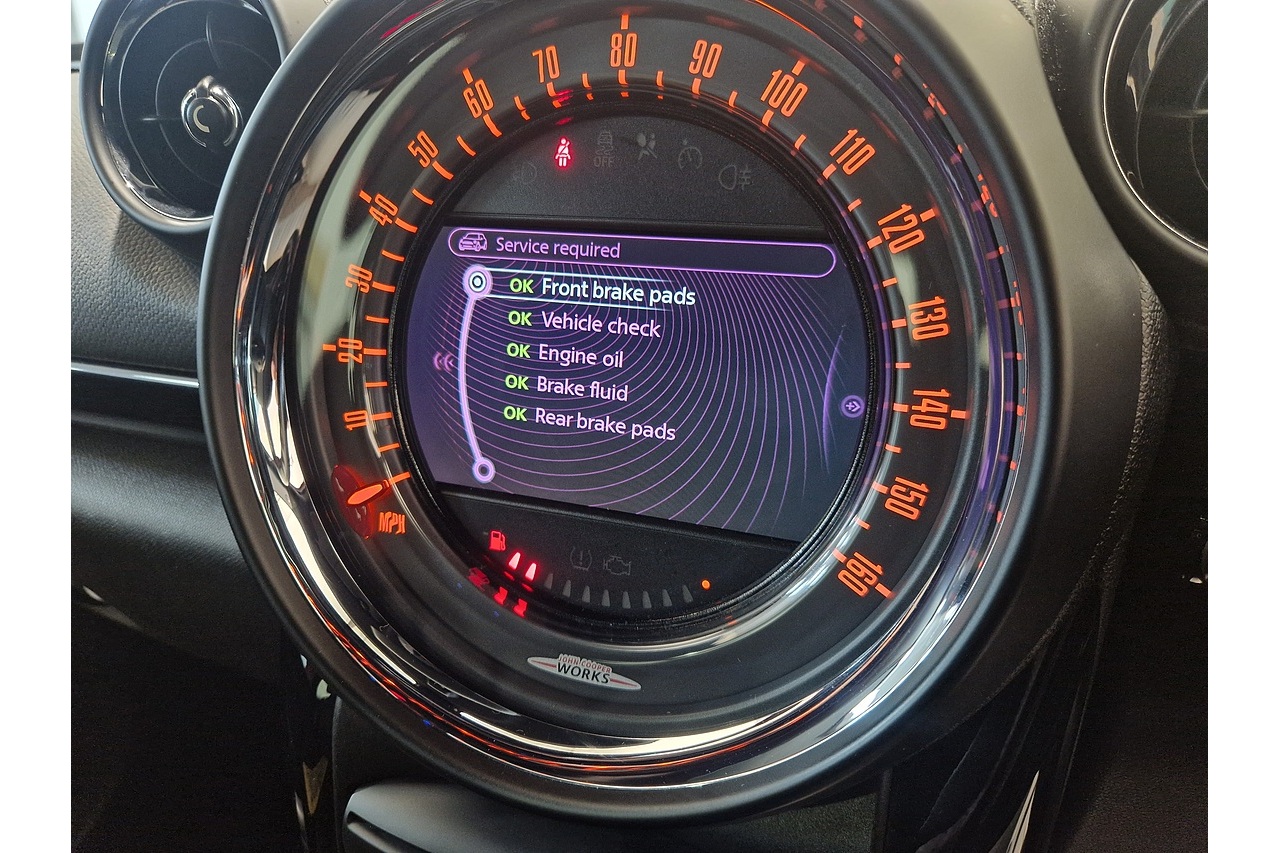 10
20
30
40
50
60
70
80
90
100
110
120
130
140
150
160
MPH
OFF
Service required
OK Front brake pads
OK Vehicle check
OK Engine oil
OK Brake fluid
OK Rear brake pads
JOHN COOPER
WORKS